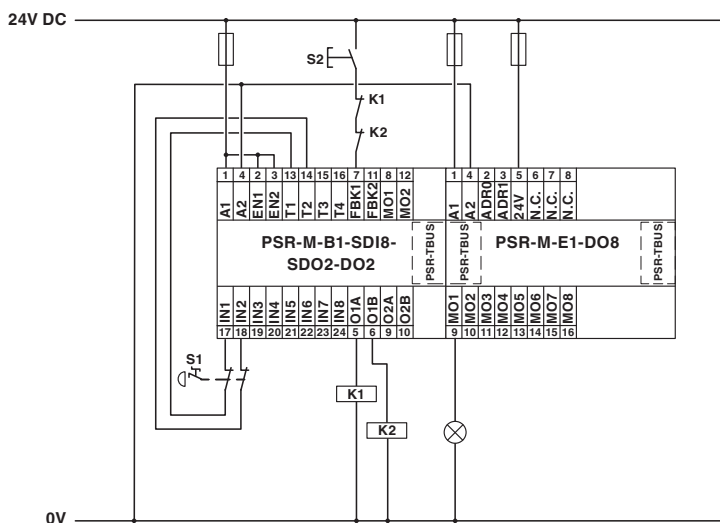 24V DC
S2
K1
K2
1 4 2 3 13 14 15 16 7 11 8 12
A1 A2 EN1 EN2 T1 T2 T3 T4 FBK1 FBK2 MO1 MO2
1 4 2 3 5 6 7 8
A1 A2 ADR0 ADR1 24V N.C. N.C. N.C.
PSR-M-B1-SDI8-
SDO2-DO2
PSR-TBUS
PSR-TBUS
PSR-M-E1-DO8
PSR-TBUS
IN1 IN2 IN3 IN4 IN5 IN6 IN7 IN8 O1A O1B O2A O2B
17 18 19 20 21 22 23 24 5 6 9 10
MO1 MO2 MO3 MO4 MO5 MO6 MO7 MO8
9 10 11 12 13 14 15 16
S1
K1
K2
0V